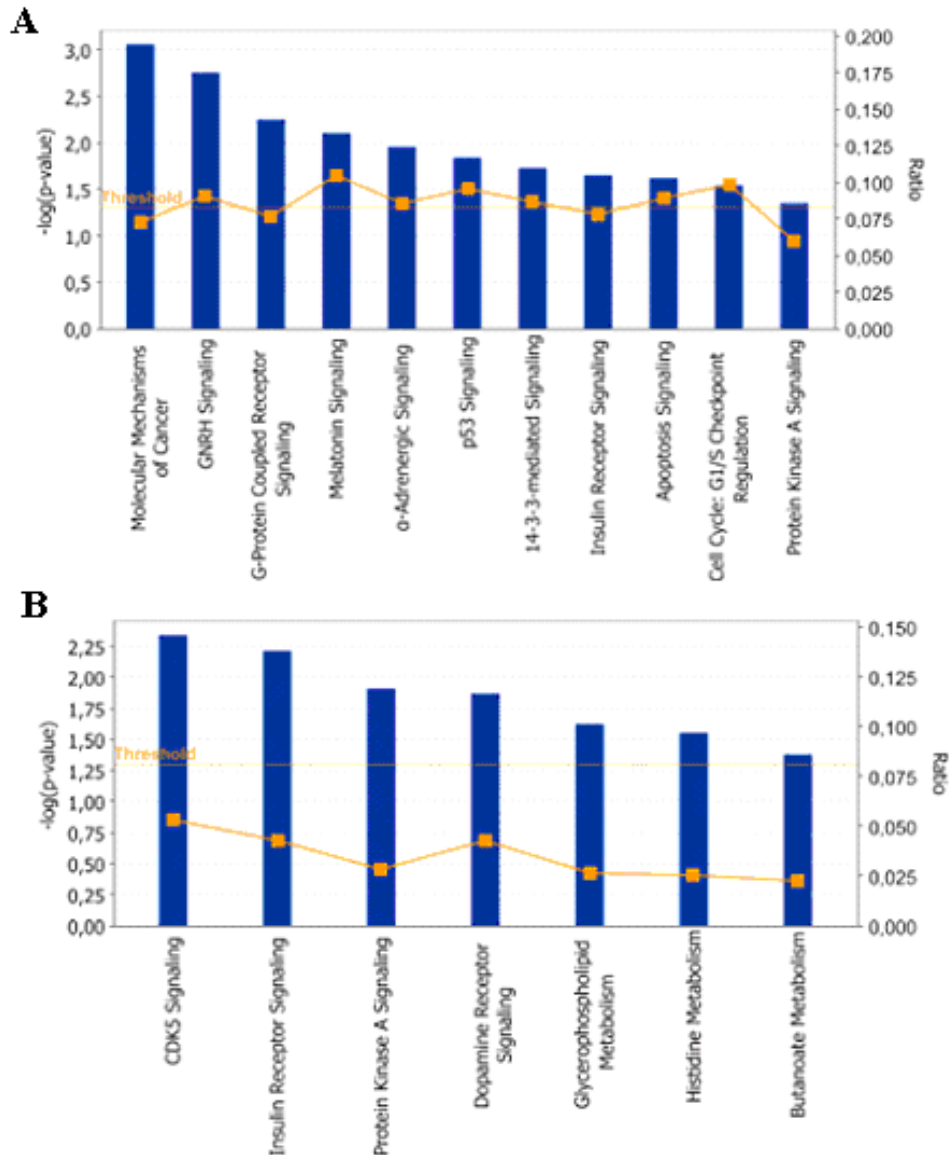 A
-log(p-value)
3,0
2,5
2,0
1,5
1,0
0,5
0,0
Threshold
0,200
0,175
0,150
0,125
0,100
0,075
0,050
0,025
0,000
Ratio
Molecular Mechanisms
of Cancer
GNRH Signaling
G-Protein Coupled Receptor
Signaling
Melatonin Signaling
α-Adrenergic Signaling
p53 Signaling
14-3-3-mediated Signaling
Insulin Receptor Signaling
Apoptosis Signaling
Cell Cycle: G1/S Checkpoint
Regulation
Protein Kinase A Signaling
B
-log(p-value)
2,25
2,00
1,75
1,50
1,25
1,00
0,75
0,50
0,25
0,00
Threshold
0,150
0,125
0,100
0,075
0,050
0,025
0,000
Ratio
CDK5 Signaling
Insulin Receptor Signaling
Protein Kinase A Signaling
Dopamine Receptor
Signaling
Glycerophospholipid
Metabolism
Histidine Metabolism
Butanoate Metabolism